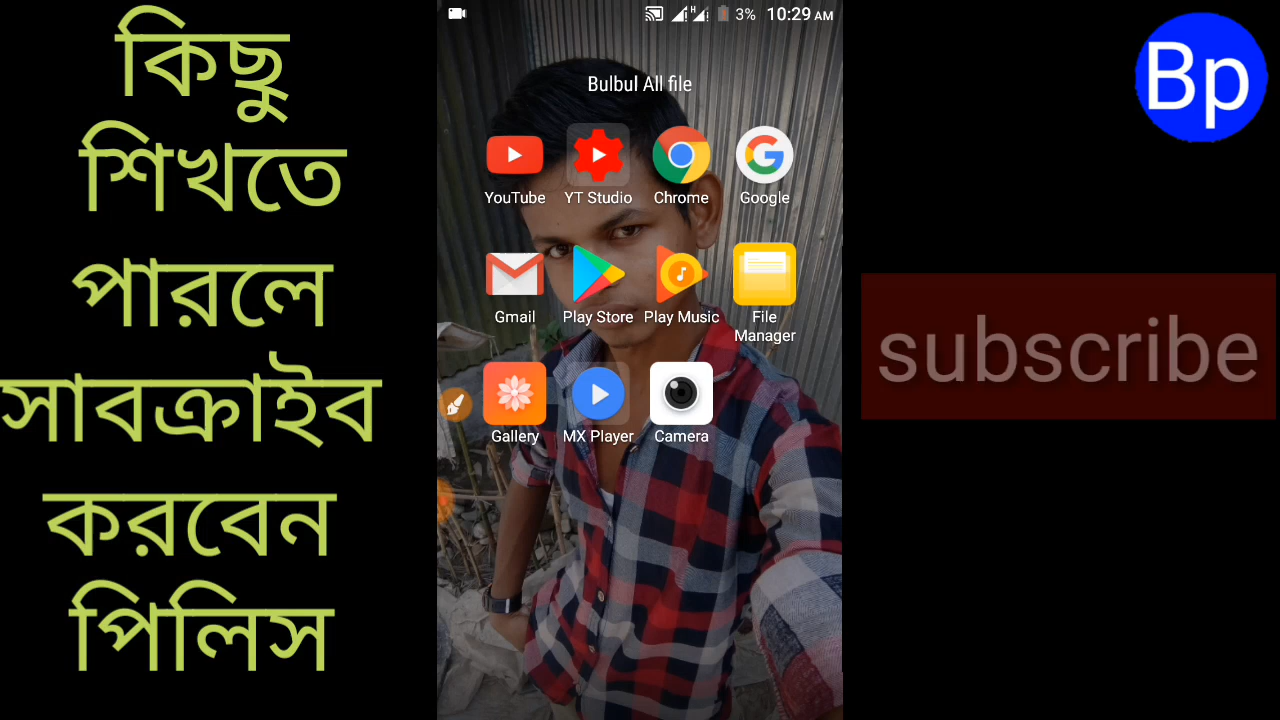 কিছু
শিখতে
পারলে
সাবক্রাইব
করবেন
পিলিস
3% 10:29 AM
Bulbul All file
YouTube YT Studio Chrome Google
Gmail Play Store Play Music File Manager
Gallery MX Player Camera
Bp
subscribe